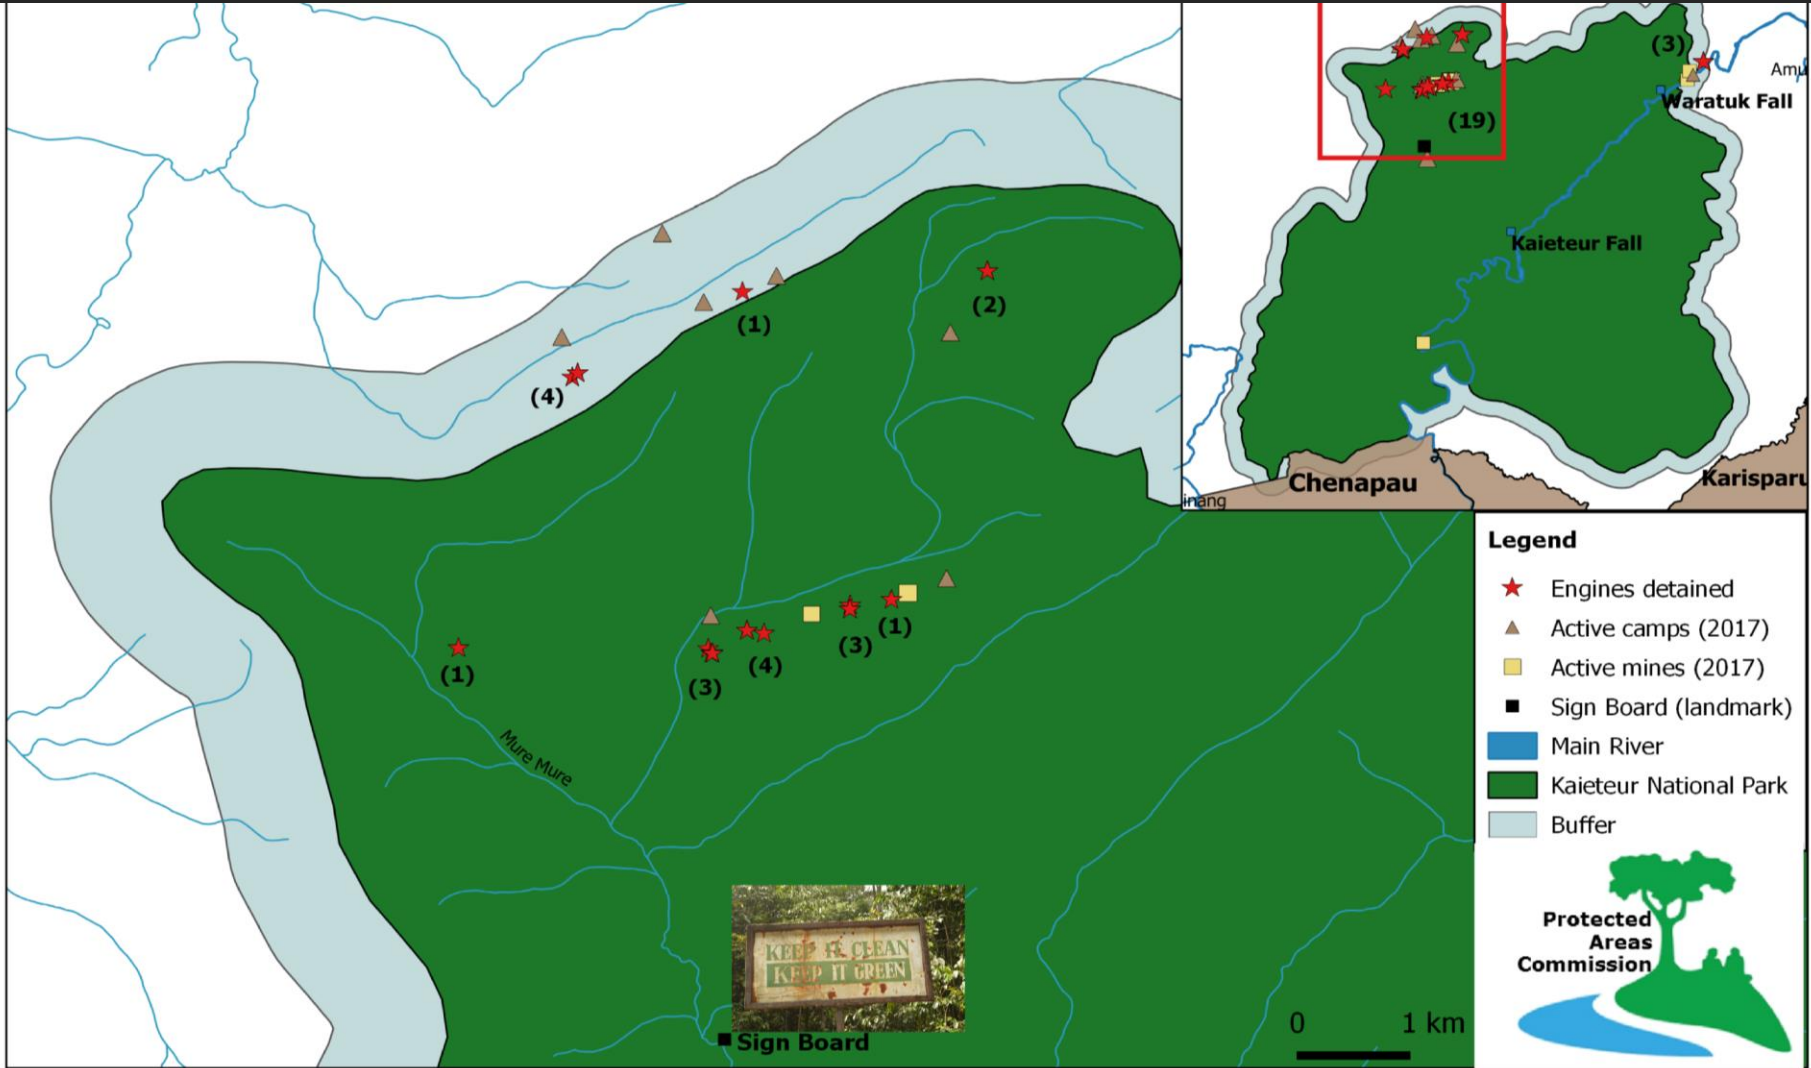 (1)
(2)
(4)
(1)
(3)
(1)
(4)
(3)
Mure Mure
KEEP IT CLEAN
KEEP IT GREEN
Sign Board
0 1 km
(3)
Amu
Waratuk Fall
(19)
Kaieteur Fall
Chenapau
Karisparu
inang
Legend
Engines detained
Active camps (2017)
Active mines (2017)
Sign Board (landmark)
Main River
Kaieteur National Park
Buffer
Protected
Areas
Commission